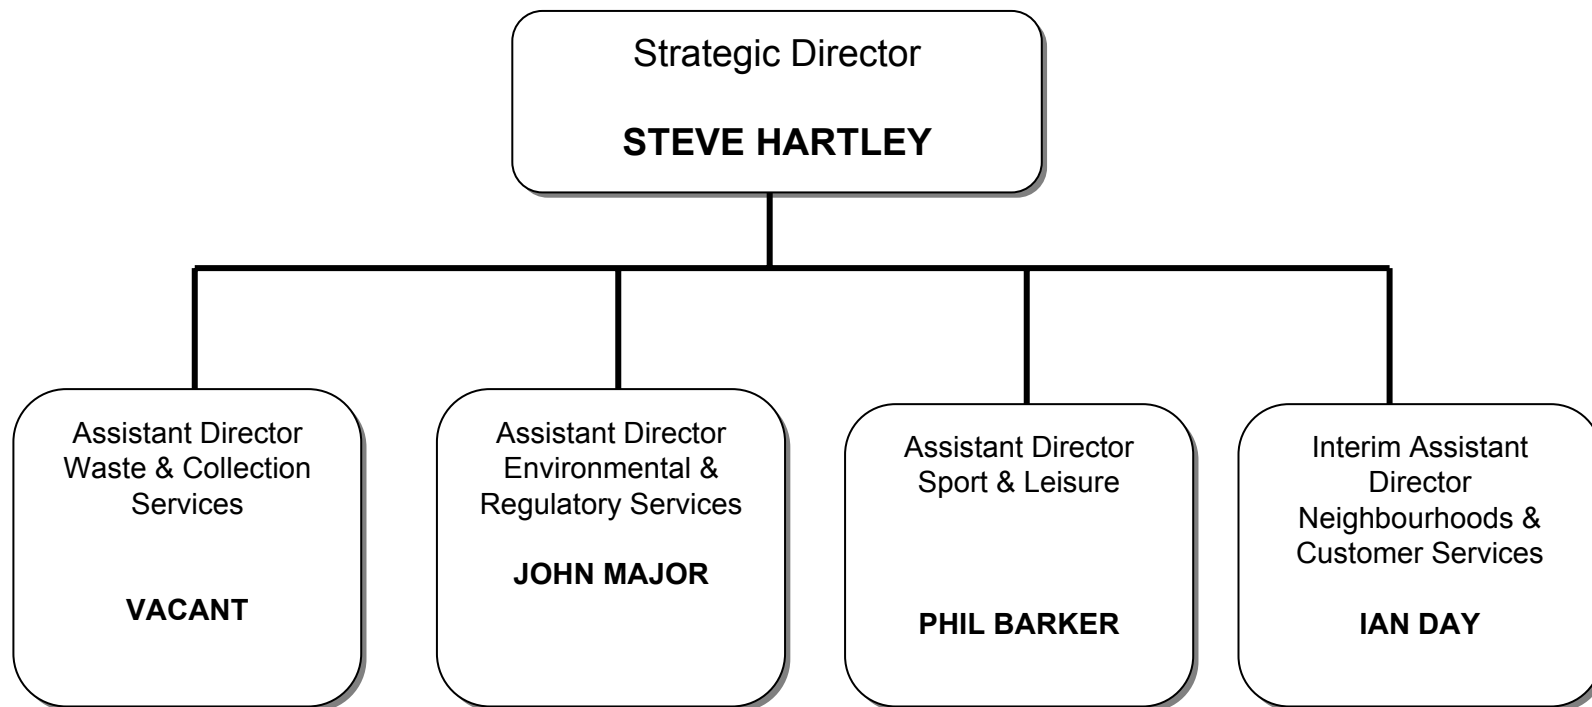 Strategic Director
STEVE HARTLEY
Assistant Director
Waste & Collection
Services
VACANT
Assistant Director
Environmental &
Regulatory Services
JOHN MAJOR
Assistant Director
Sport & Leisure
PHIL BARKER
Interim Assistant
Director
Neighbourhoods &
Customer Services
IAN DAY